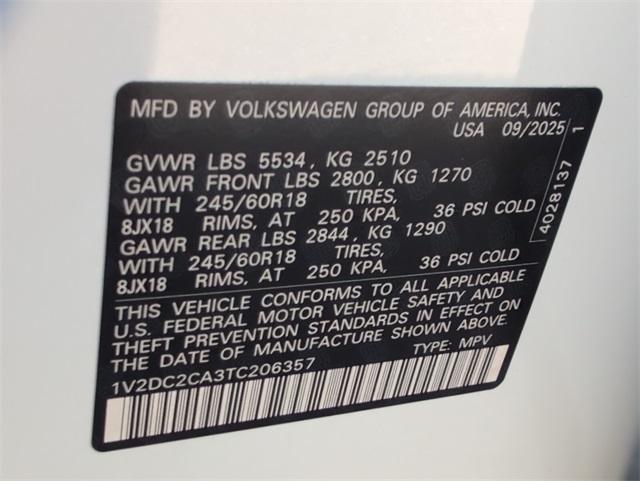 MFD BY VOLKSWAGEN GROUP OF AMERICA, INC.
USA 09/2025
GVWR LBS 5534, KG 2510
GAWR FRONT LBS 2800, KG 1270
WITH 245/60R18 TIRES,
8JX18 RIMS, AT 250 KPA, 36 PSI COLD
GAWR REAR LBS 2844, KG 1290
WITH 245/60R18 TIRES,
8JX18 RIMS, AT 250 KPA, 36 PSI COLD
THIS VEHICLE CONFORMS TO ALL APPLICABLE
U.S. FEDERAL MOTOR VEHICLE SAFETY AND
THEFT PREVENTION STANDARDS IN EFFECT ON
THE DATE OF MANUFACTURE SHOWN ABOVE.
TYPE: MPV
1V2DC2CA3TC206357
4028137 1